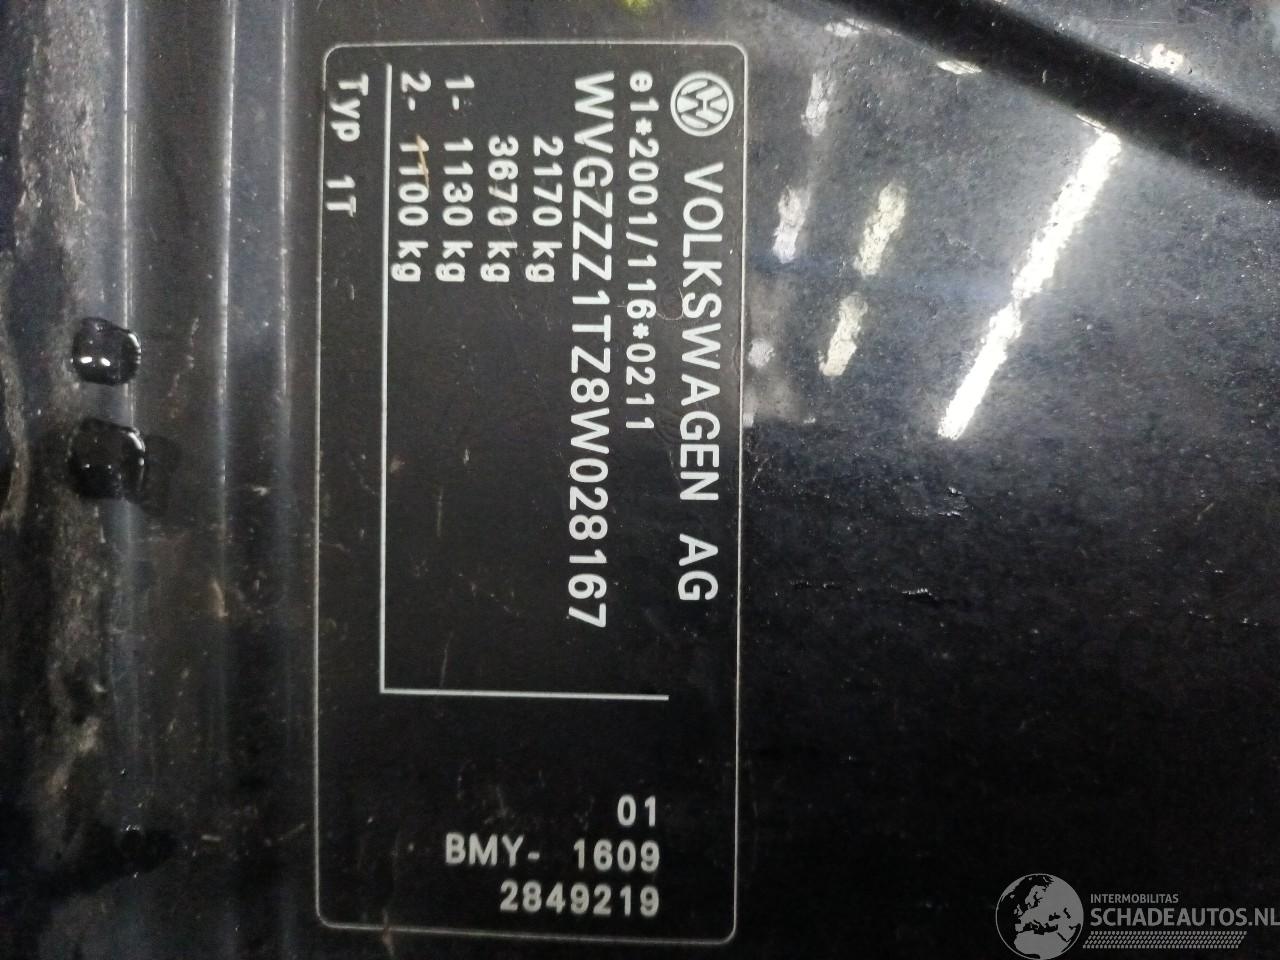 VOLKSWAGEN AG
e1*2001/116*0211
WVGZZZ1TZ8W028167
2170 kg
3670 kg
1- 1130 kg
2- 1100 kg
Typ 1T
01
BMY- 1609
2849219
INTERMOBILITAS
SCHADEAUTOS.NL